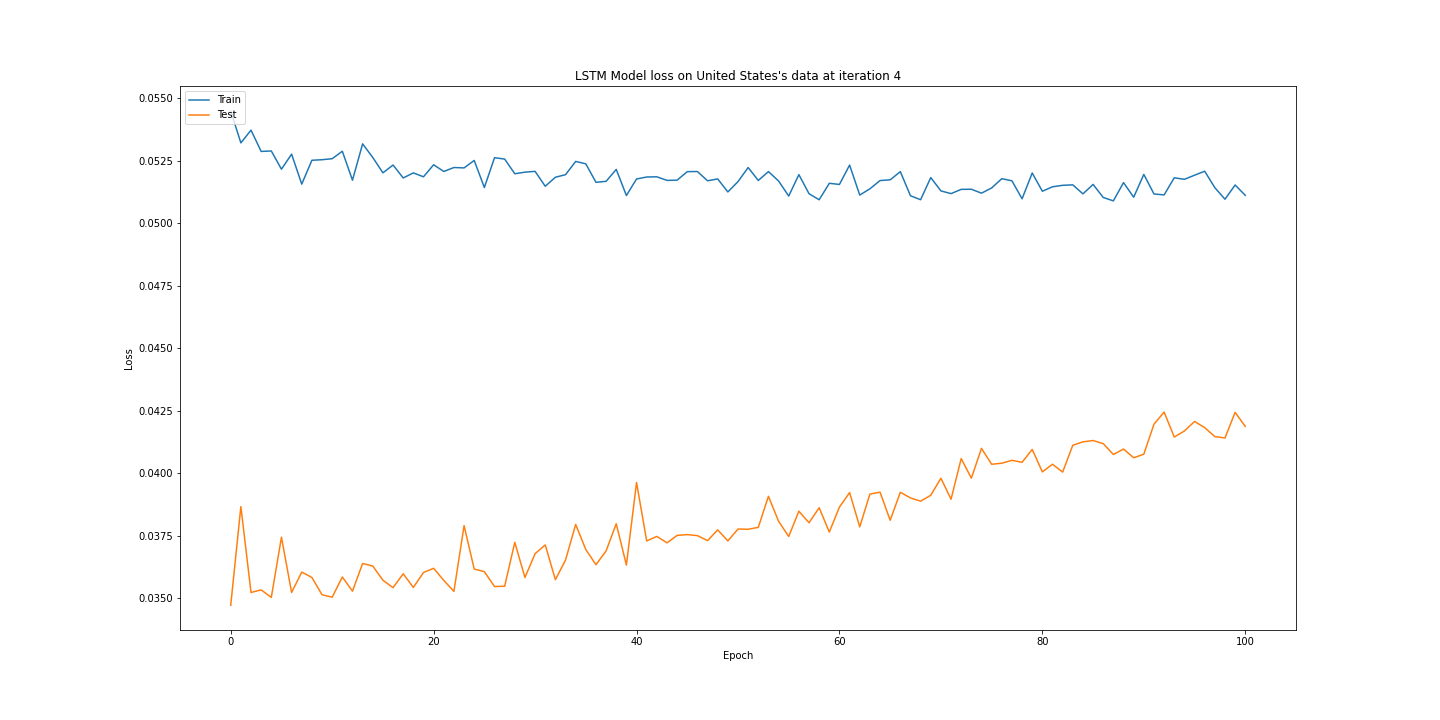 LSTM Model loss on United States's data at iteration 4
Train
Test
0.0550
0.0525
0.0500
0.0475
0.0450
0.0425
0.0400
0.0375
0.0350
Loss
0 20 40 60 80 100
Epoch